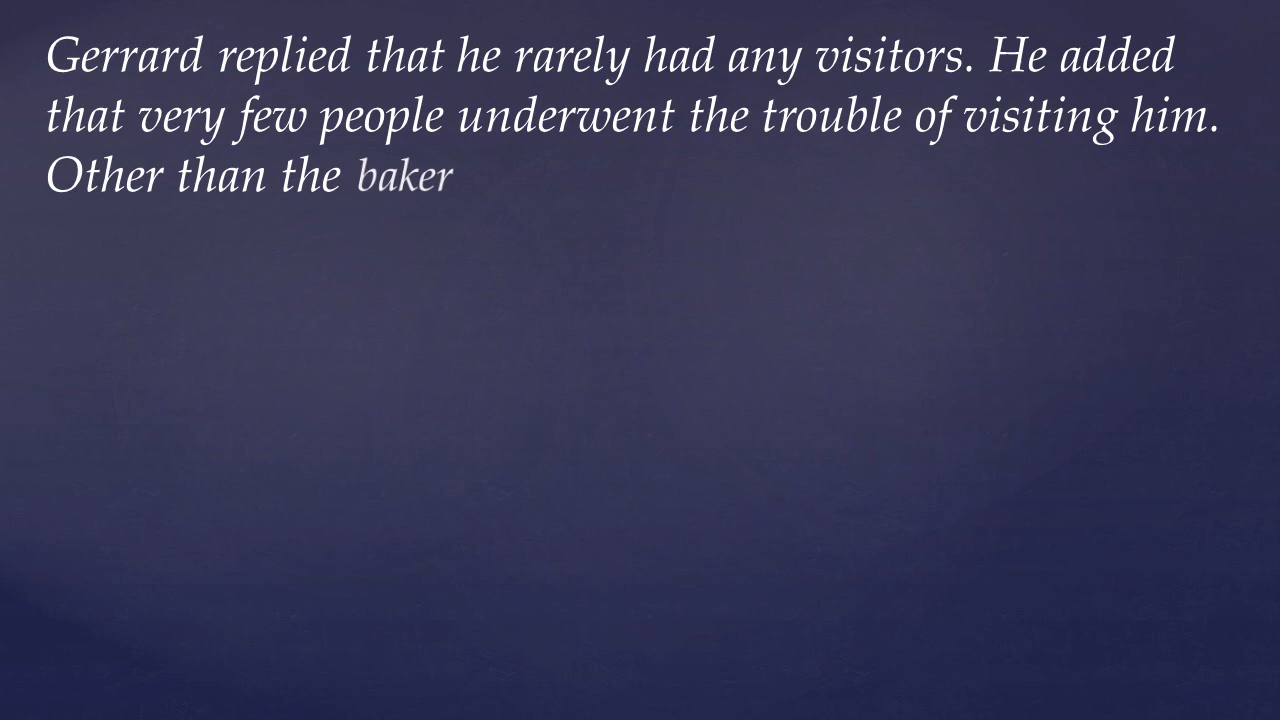 Gerrard replied that he rarely had any visitors. He added
that very few people underwent the trouble of visiting him.
Other than the baker